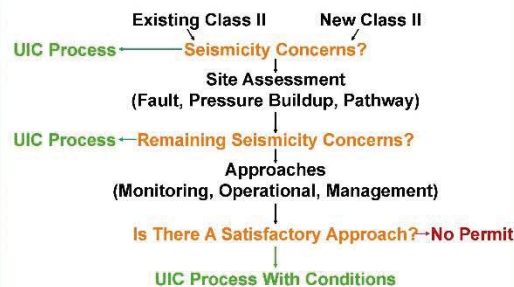 Existing Class II New Class II
UIC Process Seismicity Concerns?
Site Assessment
(Fault, Pressure Buildup, Pathway)
UIC Process Remaining Seismicity Concerns?
Approaches
(Monitoring, Operational, Management)
Is There A Satisfactory Approach? No Permit
UIC Process With Conditions